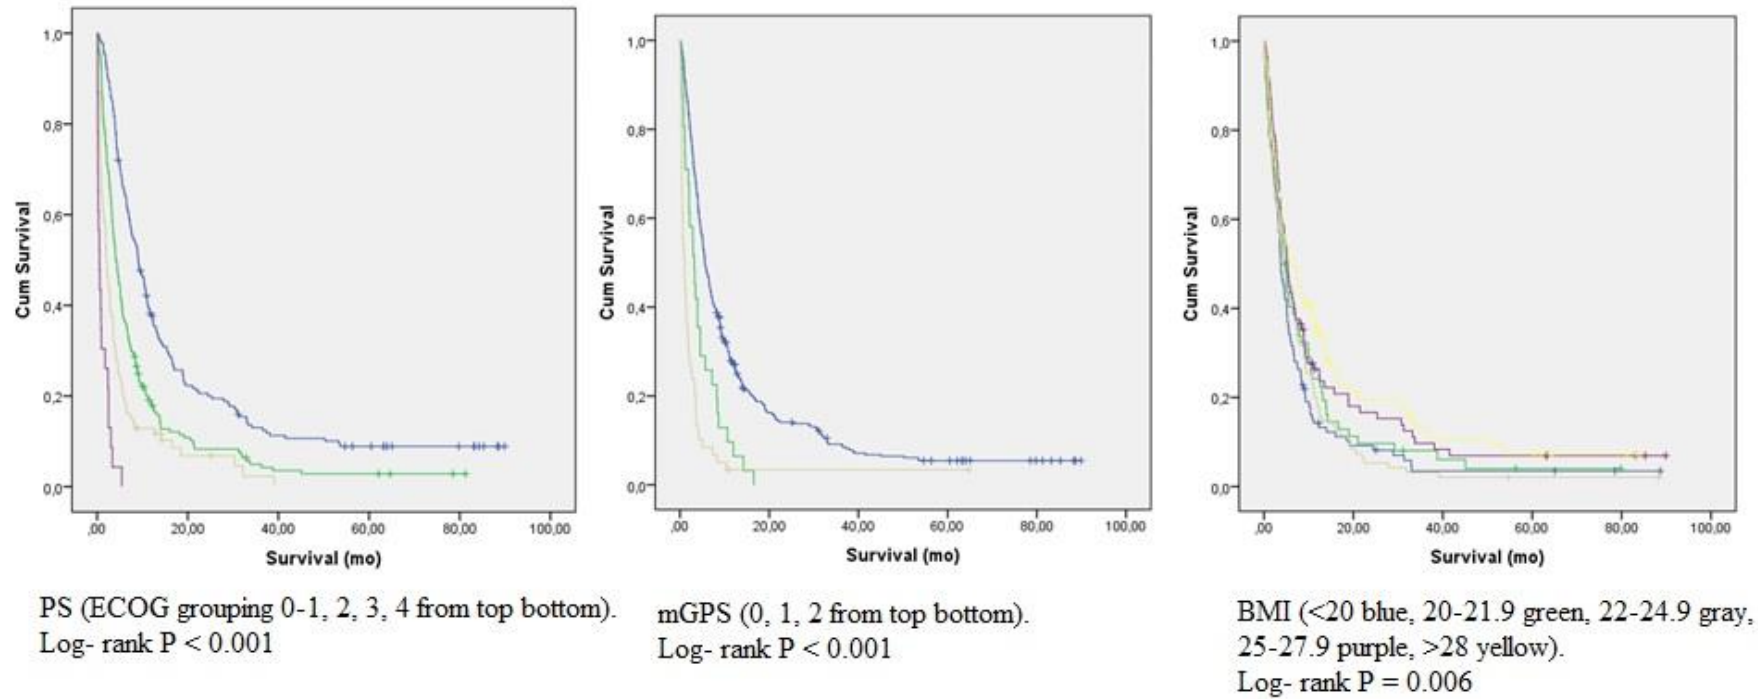 1,0
0,8
0,6
0,4
0,2
0,0
Cum Survival
,00
20,00
40,00
60,00
80,00
100,00
Survival (mo)
PS (ECOG grouping 0-1, 2, 3, 4 from top bottom).
Log- rank P < 0.001
1,0
0,8
0,6
0,4
0,2
0,0
Cum Survival
,00
20,00
40,00
60,00
80,00
100,00
Survival (mo)
mGPS (0, 1, 2 from top bottom).
Log- rank P < 0.001
1,0
0,8
0,6
0,4
0,2
0,0
Cum Survival
,00
20,00
40,00
60,00
80,00
100,00
Survival (mo)
BMI (<20 blue, 20-21.9 green, 22-24.9 gray,
25-27.9 purple, >28 yellow).
Log- rank P = 0.006